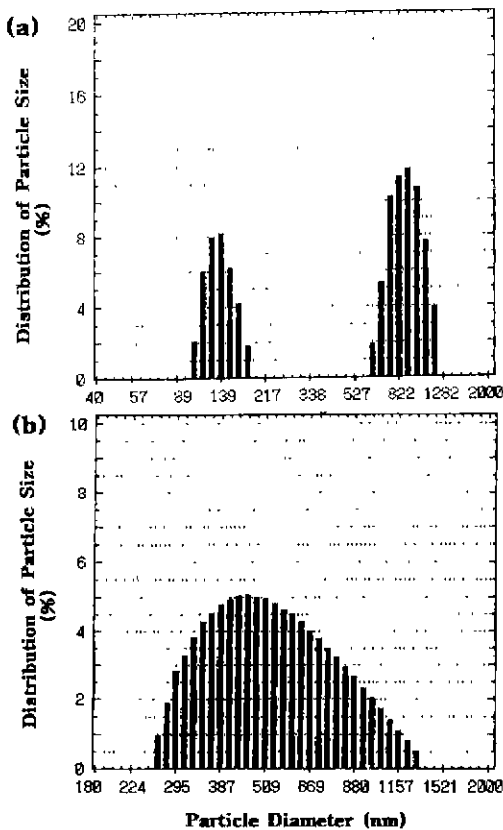 (a)
Distribution of Particle Size
(%)
20
16
12
8
4
0
40 57 89 139 217 338 527 822 1282 2000
(b)
Distribution of Particle Size
(%)
10
8
6
4
2
0
180 224 295 387 509 669 880 1157 1521 2000
Particle Diameter (nm)